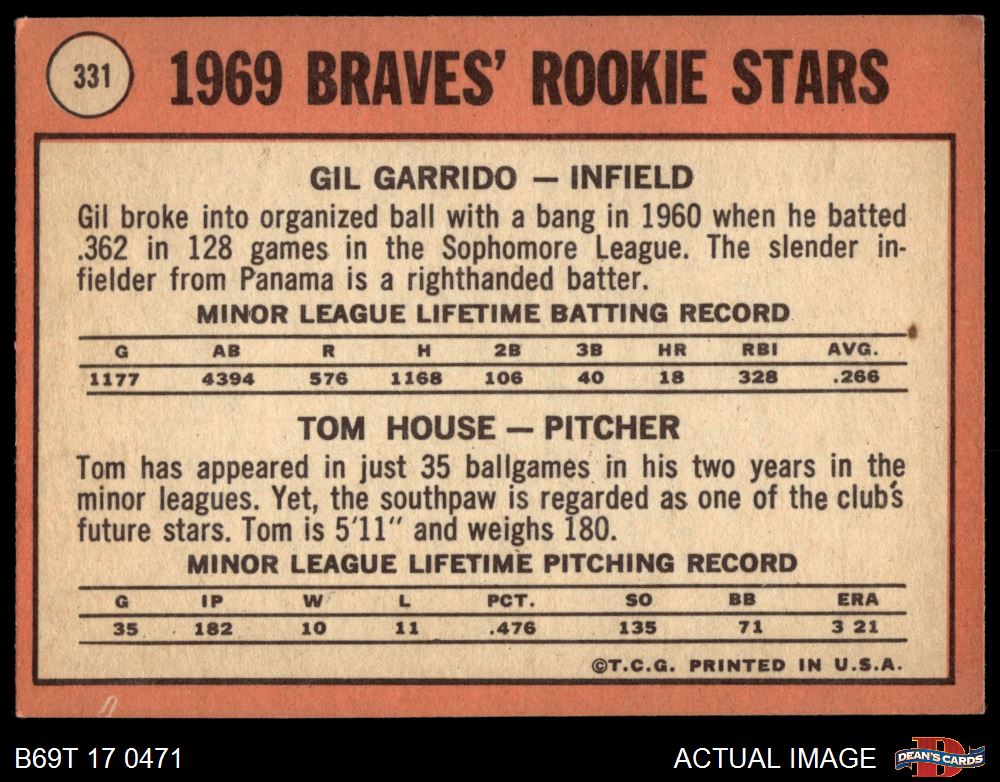 331
1969 BRAVES' ROOKIE STARS
GIL GARRIDO — INFIELD
Gil broke into organized ball with a bang in 1960 when he batted
.362 in 128 games in the Sophomore League. The slender in-
fielder from Panama is a righthanded batter.
MINOR LEAGUE LIFETIME BATTING RECORD
G AB R H 2B 3B HR RBI AVG.
1177 4394 576 1168 106 40 18 328 .266
TOM HOUSE — PITCHER
Tom has appeared in just 35 ballgames in his two years in the
minor leagues. Yet, the southpaw is regarded as one of the club's
future stars. Tom is 5'11" and weighs 180.
MINOR LEAGUE LIFETIME PITCHING RECORD
G IP W L PCT. SO BB ERA
35 182 10 11 .476 135 71 3 21
©T.C.G. PRINTED IN U.S.A.
B69T 17 0471
ACTUAL IMAGE
D
DEAN'S CARDS